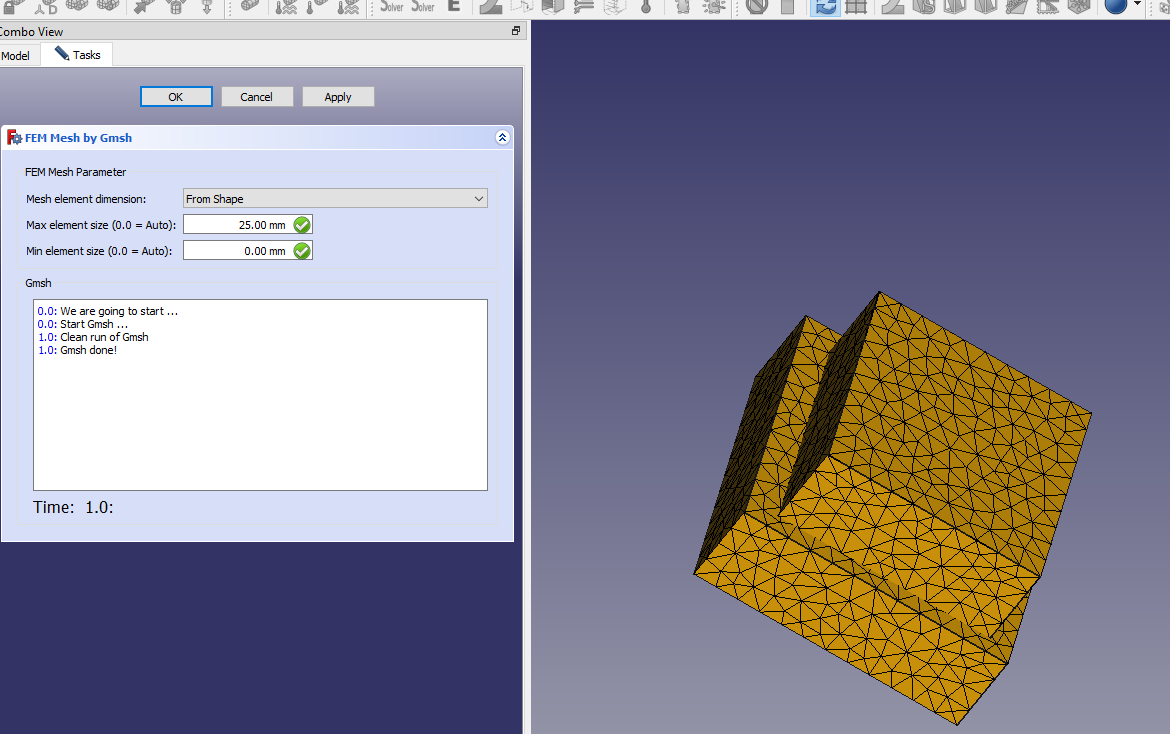 Solver Solver E
Combo View
Model Tasks
OK Cancel Apply
FEM Mesh by Gmsh
FEM Mesh Parameter
Mesh element dimension: From Shape
Max element size (0.0 = Auto): 25.00 mm
Min element size (0.0 = Auto): 0.00 mm
Gmsh
0.0: We are going to start ...
0.0: Start Gmsh ...
1.0: Clean run of Gmsh
1.0: Gmsh done!
Time: 1.0: